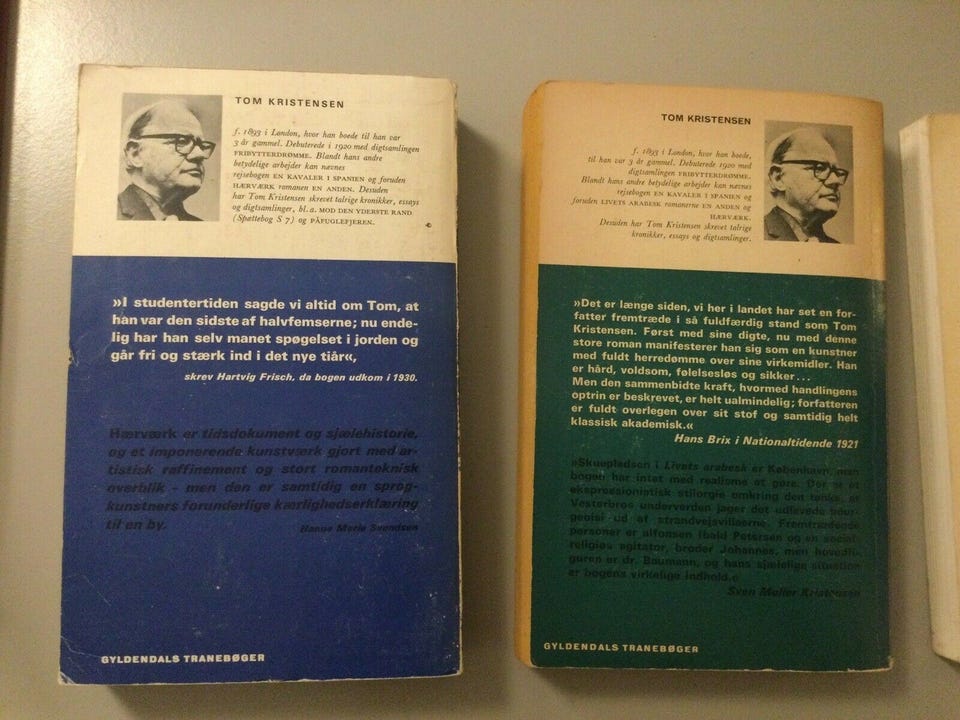 TOM KRISTENSEN
f. 1893 i London, hvor han boede til han var
3 år gammel. Debuterede i 1920 med digtsamlingen
FRIBYTTERDRØMME. Blandt hans andre
betydelige arbejder kan nævnes
rejsebogen EN KAVALER I SPANIEN og foruden
HÆRVÆRK romanen EN ANDEN. Desuden
har Tom Kristensen skrevet talrige kronikker, essays
og digtsamlinger, bl.a. MOD DEN YDERSTE RAND
(Spættebog S 7) og PÅFUGLEFJEREN.
»I studentertiden sagde vi altid om Tom, at
han var den sidste af halvfemserne; nu ende-
lig har han selv manet spøgelset i jorden og
går fri og stærk ind i det nye tiår«,
skrev Hartvig Frisch, da bogen udkom i 1930.
Hærværk er tidsdokument og sjælehistorie,
og et imponerende kunstværk gjort med ar-
tistisk raffinement og stort romanteknisk
overblik – men den er samtidig en sprog-
kunstners forunderlige kærlighedserklæring
til en by.
Hanne Marie Svendsen
GYLDENDALS TRANEBØGER
TOM KRISTENSEN
f. 1893 i London, hvor han boede,
til han var 3 år gammel. Debuterede 1920 med
digtsamlingen FRIBYTTERDRØMME.
Blandt hans andre betydelige arbejder kan nævnes
rejsebogen EN KAVALER I SPANIEN og
foruden LIVETS ARABESK romanerne EN ANDEN og
HÆRVÆRK.
Desuden har Tom Kristensen skrevet talrige
kronikker, essays og digtsamlinger.
»Det er længe siden, vi her i landet har set en for-
fatter fremtræde i så fuldfærdig stand som Tom
Kristensen. Først med sine digte, nu med denne
store roman manifesterer han sig som en kunstner
med fuldt herredømme over sine virkemidler. Han
er hård, voldsom, følelsesløs og sikker...
Men den sammenbidte kraft, hvormed handlingens
optrin er beskrevet, er helt ualmindelig; forfatteren
er fuldt overlegen over sit stof og samtidig helt
klassisk akademisk.«
Hans Brix i Nationaltidende 1921
»Skuepladsen i Livets arabesk er København, men
bogen har intet med realisme at gøre. Der er et
ekspressionistisk stilorgie omkring den tanke, at
Vesterbros underverden jager det udlevede bour-
geoisi ud af strandvejsvillaerne. Fremtrædende
personer er alfonsen Ibald Petersen og en social-
religiøs agitator, broder Johannes, men hovedfi-
guren er dr. Baumann, og hans sjælelige situation
er bogens virkelige indhold.«
Sven Møller Kristensen
GYLDENDALS TRANEBØGER